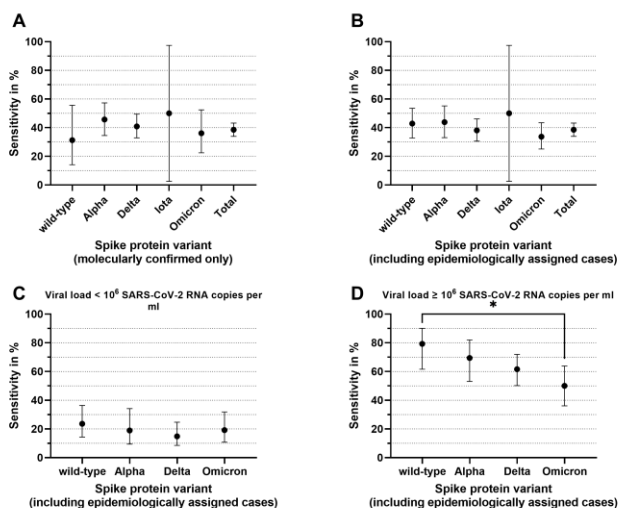 A
Sensitivity in %
100
80
60
40
20
0
wild-type
Alpha
Delta
Iota
Omicron
Total
Spike protein variant
(molecularly confirmed only)
B
Sensitivity in %
100
80
60
40
20
0
wild-type
Alpha
Delta
Iota
Omicron
Total
Spike protein variant
(including epidemiologically assigned cases)
C
Viral load < 10⁶ SARS-CoV-2 RNA copies per
ml
Sensitivity in %
100
80
60
40
20
0
wild-type Alpha Delta Omicron
Spike protein variant
(including epidemiologically assigned cases)
D
Viral load ≥ 10⁶ SARS-CoV-2 RNA copies per ml
*
Sensitivity in %
100
80
60
40
20
0
wild-type Alpha Delta Omicron
Spike protein variant
(including epidemiologically assigned cases)